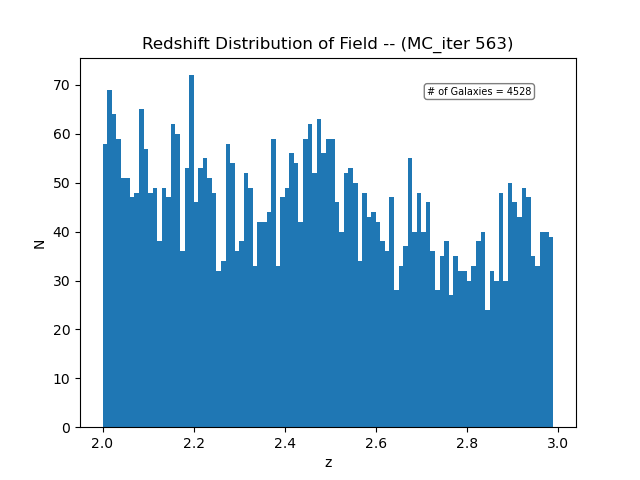 Redshift Distribution of Field -- (MC_iter 563)
# of Galaxies = 4528
70
60
50
40
30
20
10
0
N
2.0 2.2 2.4 2.6 2.8 3.0
z